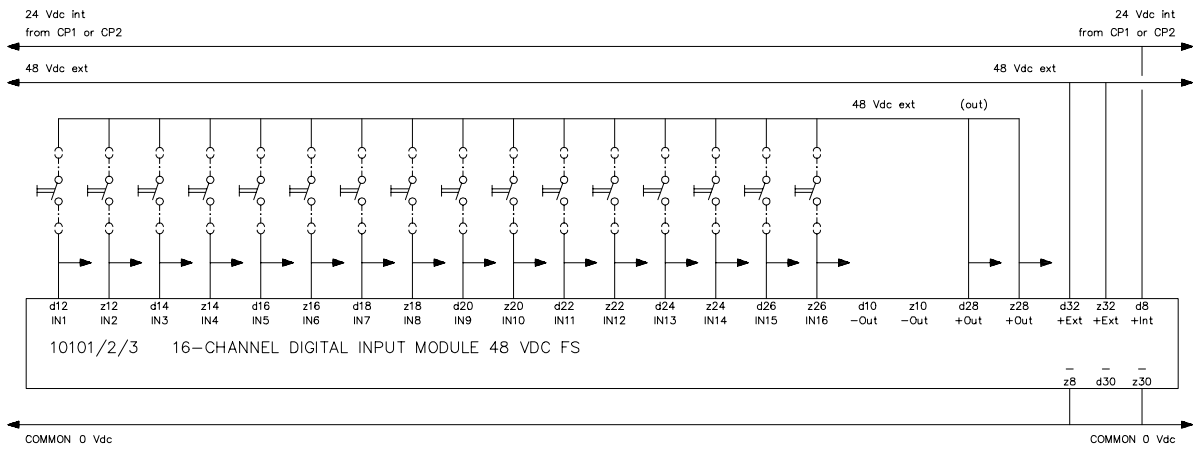 24 Vdc int 24 Vdc int
from CP1 or CP2 from CP1 or CP2
48 Vdc ext 48 Vdc ext
48 Vdc ext (out)
d12 z12 d14 z14 d16 z16 d18 z18 d20 z20 d22 z22 d24 z24 d26 z26 d10 z10 d28 z28 d32 z32 d8
IN1 IN2 IN3 IN4 IN5 IN6 IN7 IN8 IN9 IN10 IN11 IN12 IN13 IN14 IN15 IN16 −Out −Out +Out +Out +Ext +Ext +Int
10101/2/3 16−CHANNEL DIGITAL INPUT MODULE 48 VDC FS
− − −
z8 d30 z30
COMMON 0 Vdc COMMON 0 Vdc